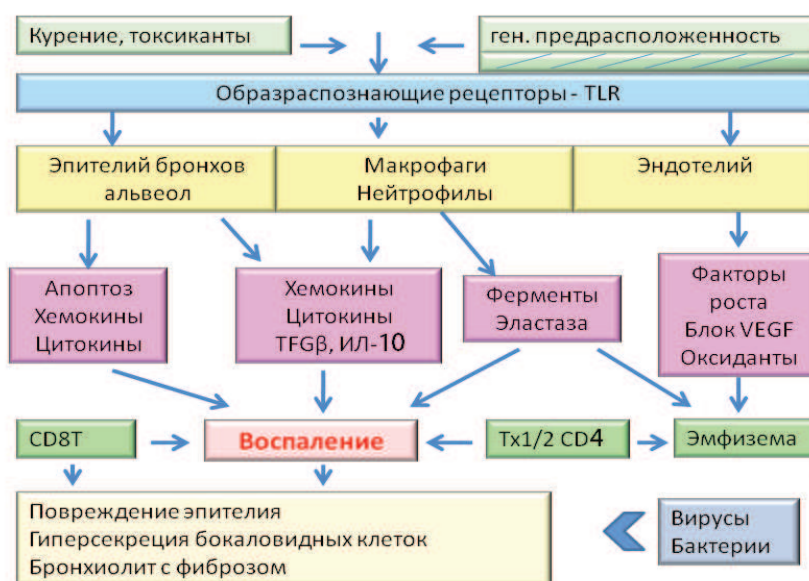 Курение, токсиканты
ген. предрасположенность
Образраспознающие рецепторы - TLR
Эпителий бронхов
альвеол
Макрофаги
Нейтрофилы
Эндотелий
Апоптоз
Хемокины
Цитокины
Хемокины
Цитокины
TFGβ, ИЛ-10
Ферменты
Эластаза
Факторы
роста
Блок VEGF
Оксиданты
CD8T
Воспаление
Тх1/2 CD4
Эмфизема
Повреждение эпителия
Гиперсекреция бокаловидных клеток
Бронхиолит с фиброзом
Вирусы
Бактерии